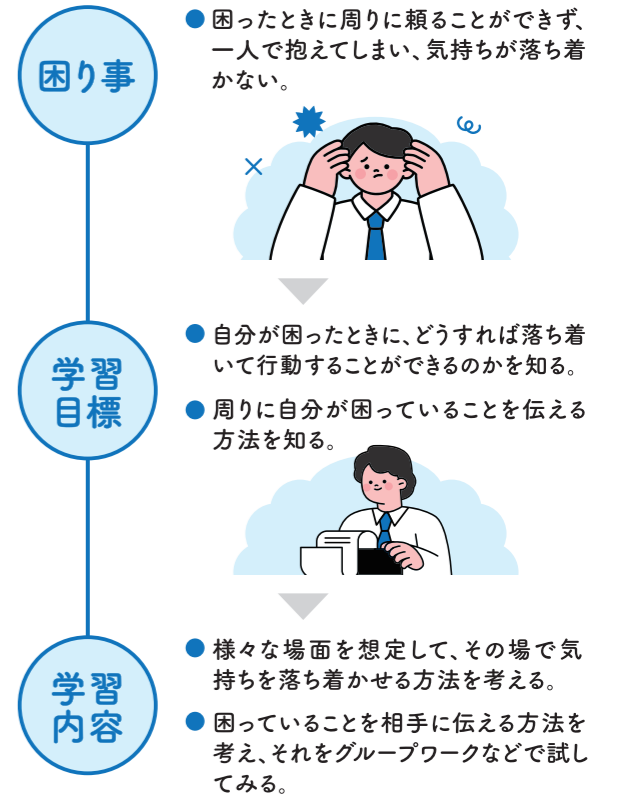 困り事
● 困ったときに周りに頼ることができず、
一人で抱えてしまい、気持ちが落ち着
かない。
学習
目標
● 自分が困ったときに、どうすれば落ち着
いて行動することができるのかを知る。
● 周りに自分が困っていることを伝える
方法を知る。
学習
内容
● 様々な場面を想定して、その場で気
持ちを落ち着かせる方法を考える。
● 困っていることを相手に伝える方法を
考え、それをグループワークなどで試し
てみる。